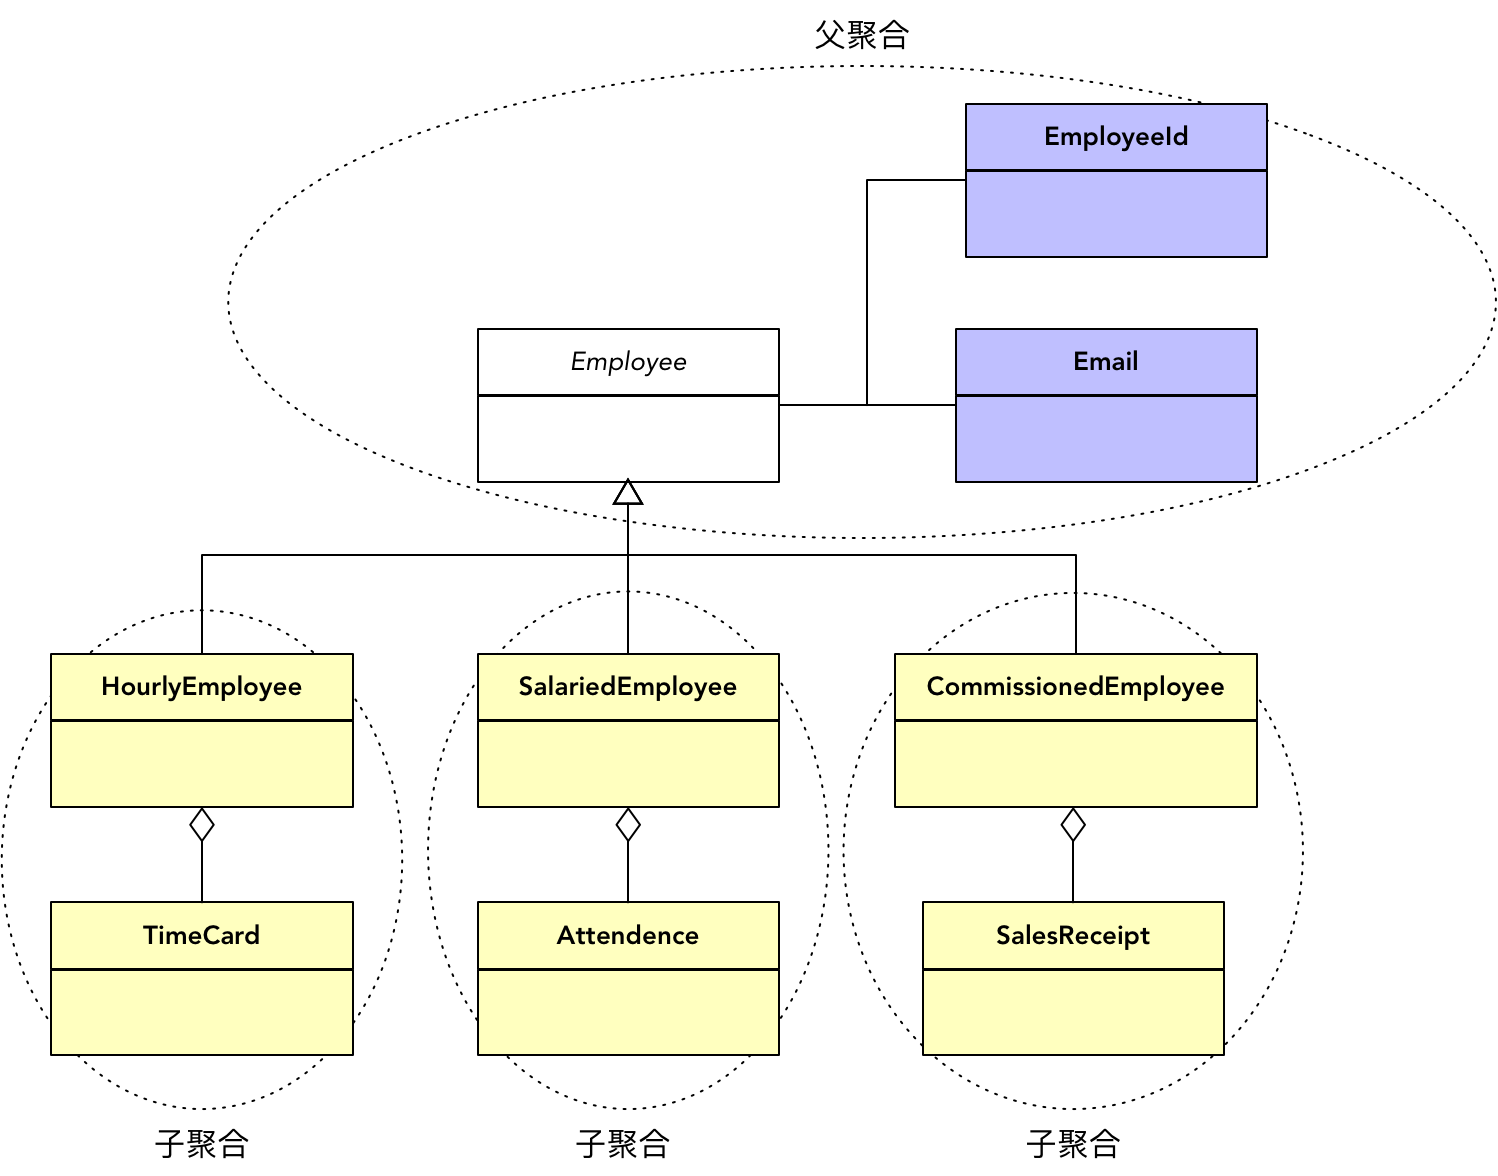 父聚合
EmployeeId
Employee
Email
HourlyEmployee
SalariedEmployee
CommissionedEmployee
TimeCard
Attendence
SalesReceipt
子聚合
子聚合
子聚合